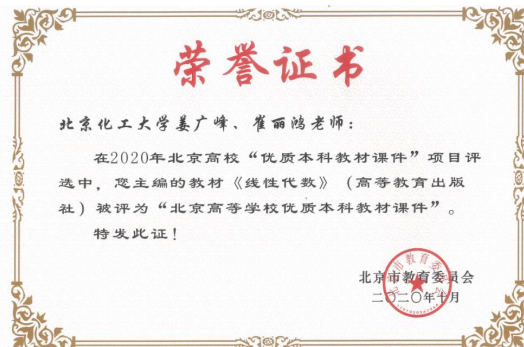 荣誉证书
北京化工大学姜广峰、崔丽鸿老师：
在2020年北京高校“优质本科教材课件”项目评
选中，您主编的教材《线性代数》（高等教育出版
社）被评为“北京高等学校优质本科教材课件”。
特发此证！
北京市教育委员会
二〇二〇年十月